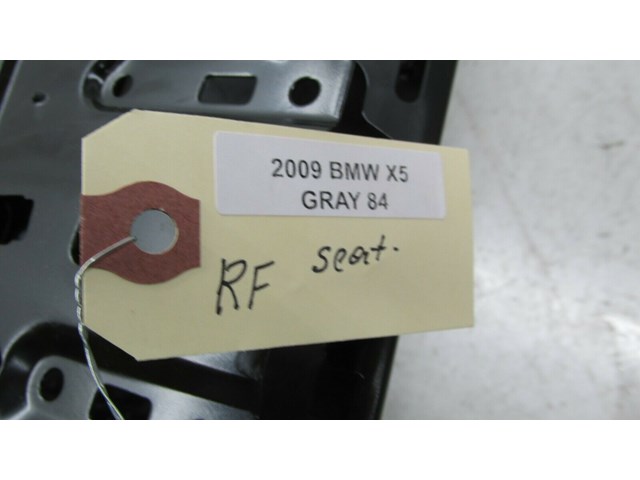 2009 BMW X5
GRAY 84
RF seat.